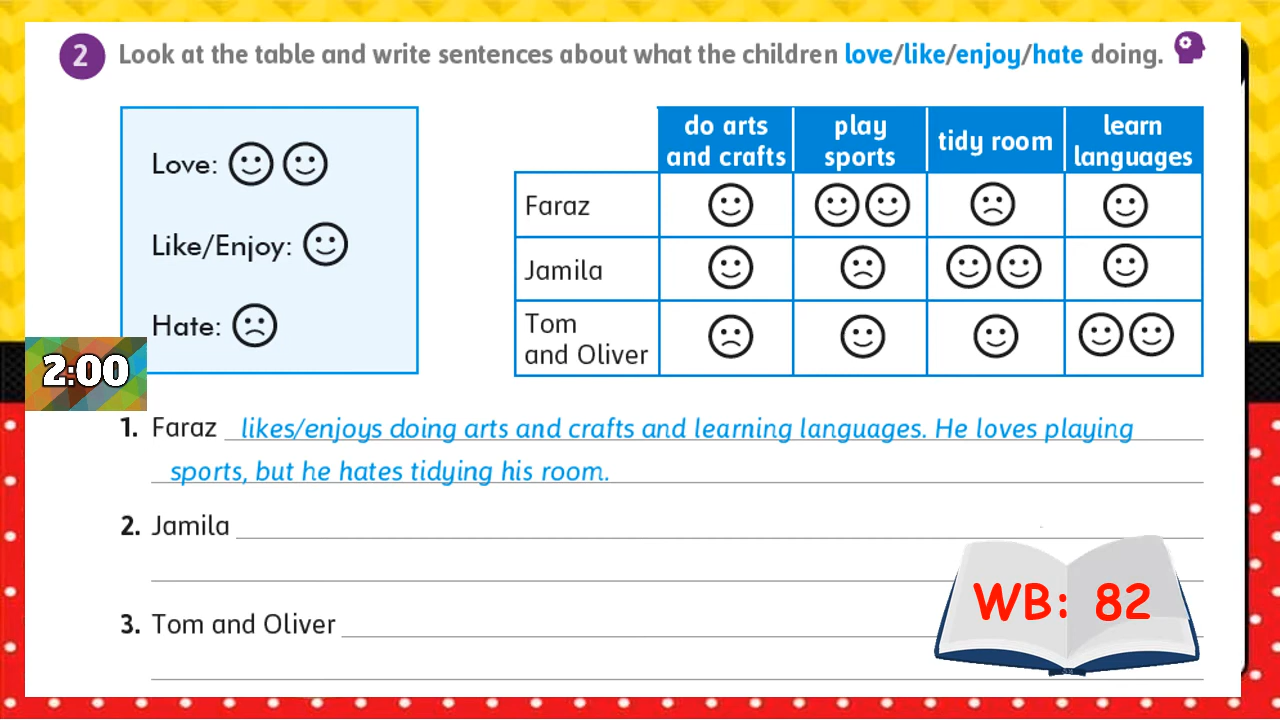 2 Look at the table and write sentences about what the children love/like/enjoy/hate doing.
Love:
Like/Enjoy:
Hate:
do arts and crafts
play sports
tidy room
learn languages
Faraz
Jamila
Tom
and Oliver
2:00
1. Faraz likes/enjoys doing arts and crafts and learning languages. He loves playing
sports, but he hates tidying his room.
2. Jamila
3. Tom and Oliver
WB: 82